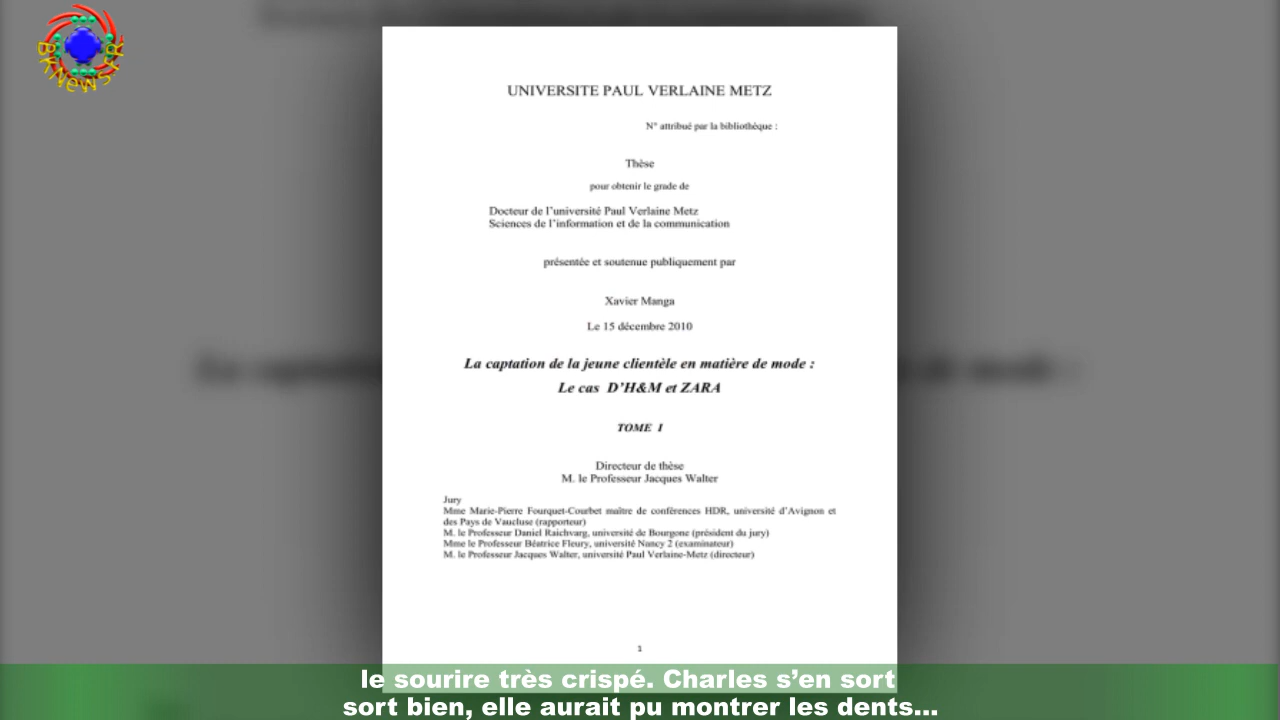 BkNewsFR
UNIVERSITE PAUL VERLAINE METZ
N° attribué par la bibliothèque :
Thèse
pour obtenir le grade de
Docteur de l'université Paul Verlaine Metz
Sciences de l'information et de la communication
présentée et soutenue publiquement par
Xavier Manga
Le 15 décembre 2010
La captation de la jeune clientèle en matière de mode :
Le cas D'H&M et ZARA
TOME I
Directeur de thèse
M. le Professeur Jacques Walter
Jury
Mme Marie-Pierre Fourquet-Courbet maître de conférences HDR, université d'Avignon et
des Pays de Vaucluse (rapporteur)
M. le Professeur Daniel Raichvarg, université de Bourgone (président du jury)
Mme le Professeur Béatrice Fleury, université Nancy 2 (examinateur)
M. le Professeur Jacques Walter, université Paul Verlaine-Metz (directeur)
1
le sourire très crispé. Charles s'en sort
sort bien, elle aurait pu montrer les dents...